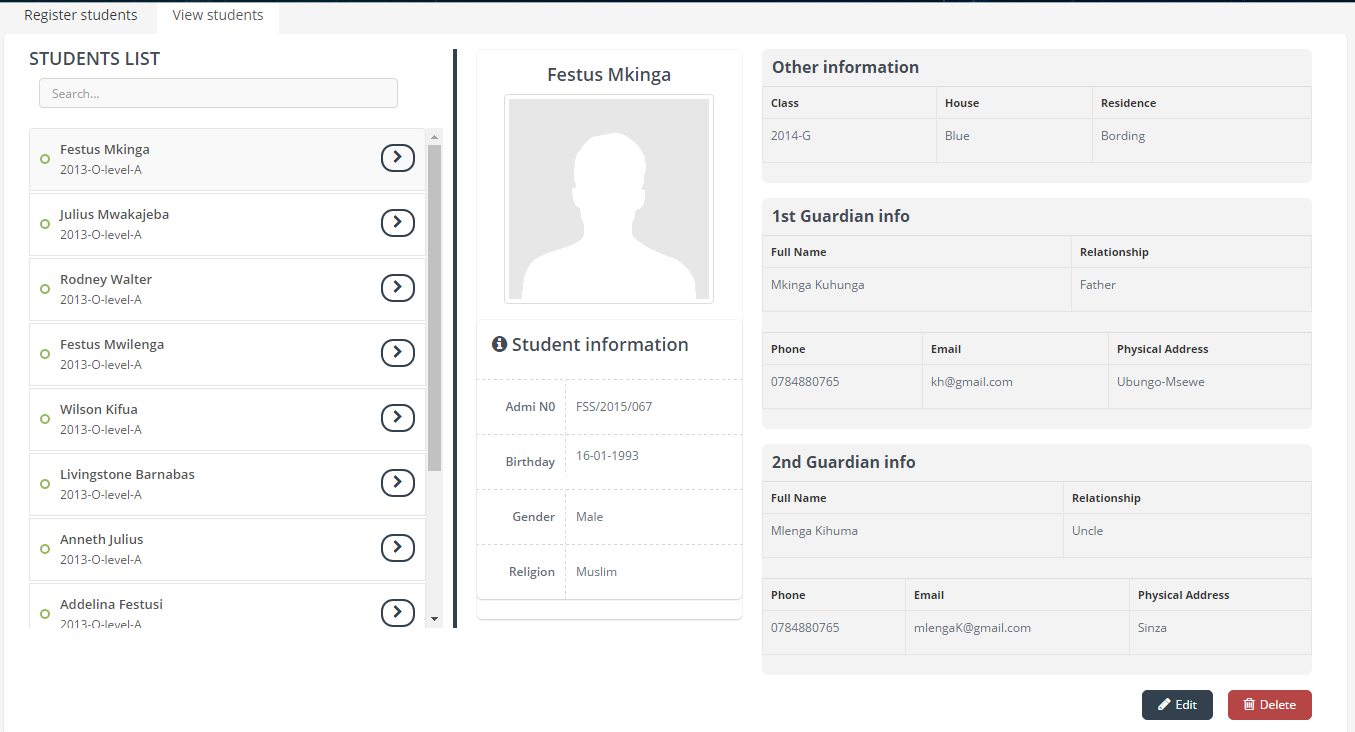 Register students
View students
STUDENTS LIST
Search...
Festus Mkinga
2013-O-level-A
Julius Mwakajeba
2013-O-level-A
Rodney Walter
2013-O-level-A
Festus Mwilenga
2013-O-level-A
Wilson Kifua
2013-O-level-A
Livingstone Barnabas
2013-O-level-A
Anneth Julius
2013-O-level-A
Addelina Festusi
2013-O-level-A
Festus Mkinga
Student information
Admi N0 FSS/2015/067
Birthday 16-01-1993
Gender Male
Religion Muslim
Other information
Class House Residence
2014-G Blue Bording
1st Guardian info
Full Name Relationship
Mkinga Kuhunga Father
Phone Email Physical Address
0784880765 kh@gmail.com Ubungo-Msewe
2nd Guardian info
Full Name Relationship
Mlenga Kihuma Uncle
Phone Email Physical Address
0784880765 mlengaK@gmail.com Sinza
Edit Delete